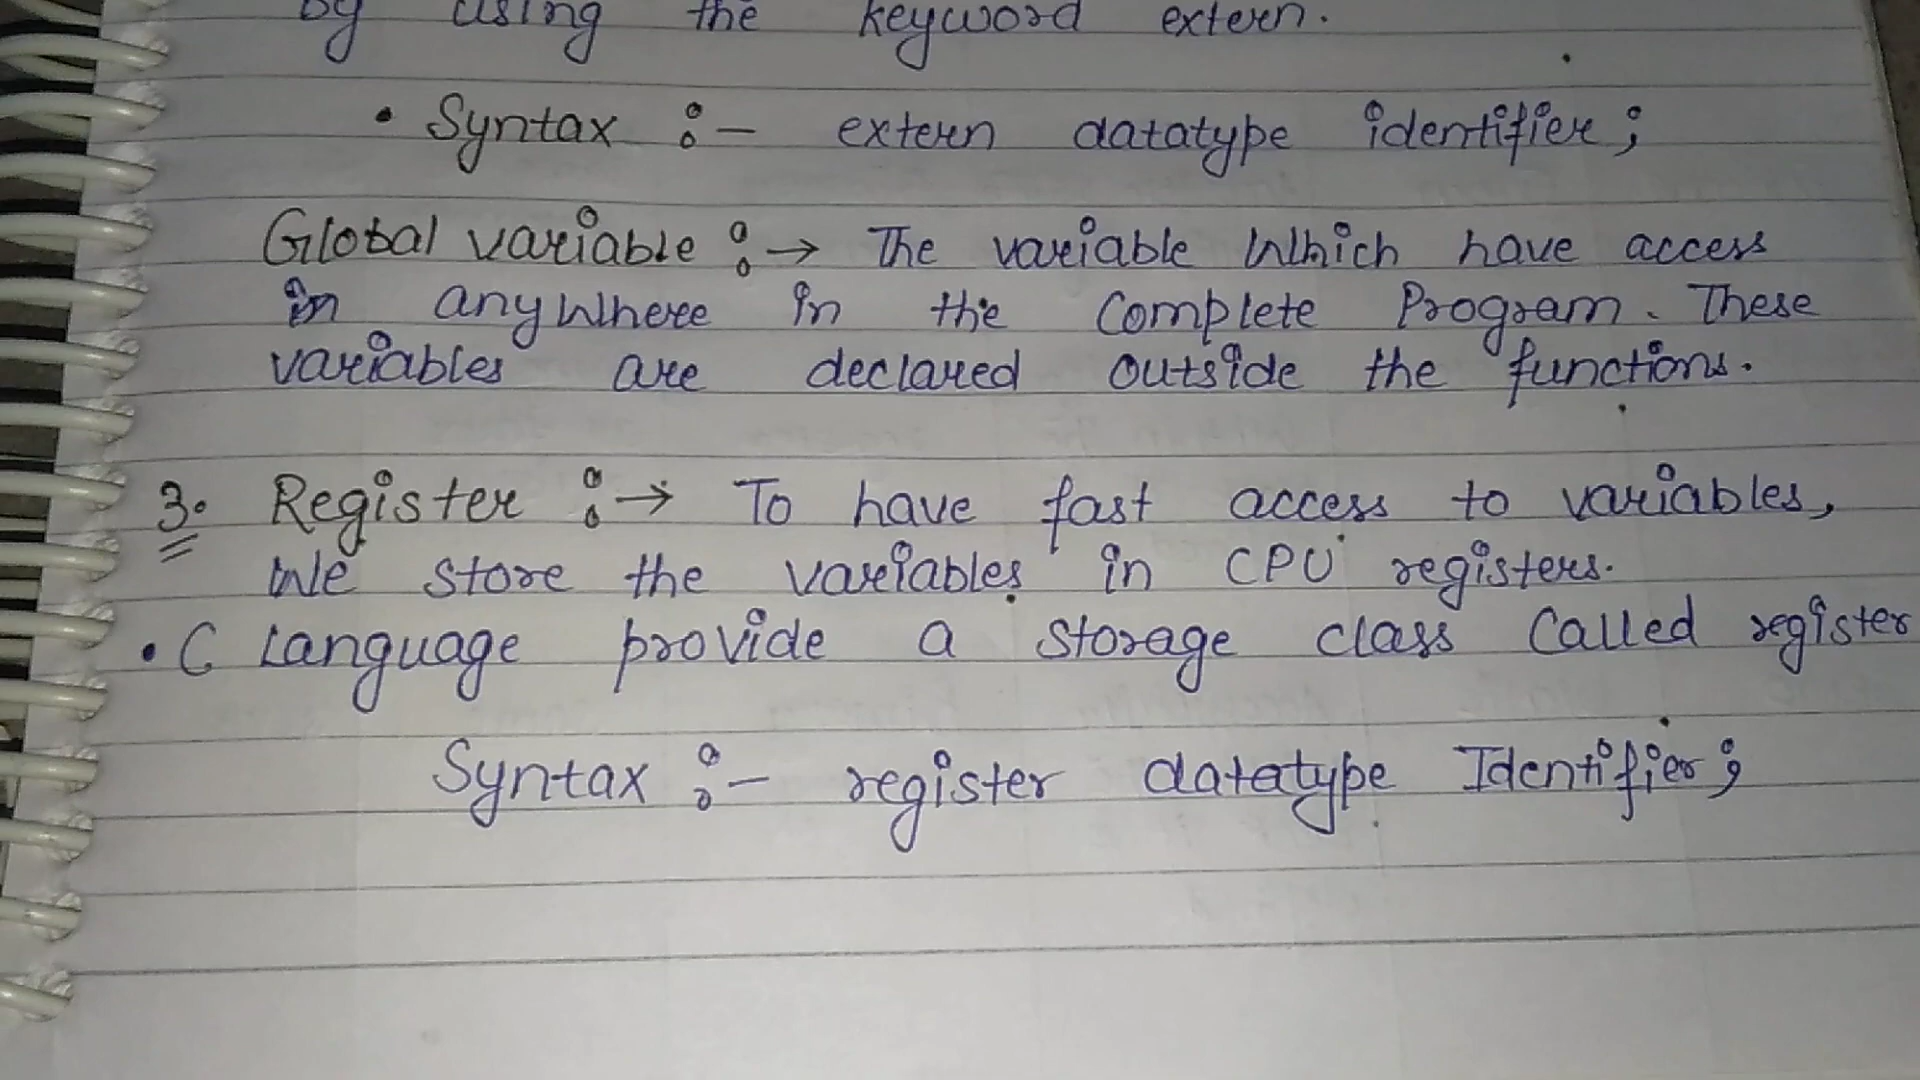 by using the keyword extern.
• Syntax :- extern datatype identifier;
Global variable :→ The variable which have access
in anywhere in the complete Program. These
variables are declared outside the functions.
3. Register :→ To have fast access to variables,
we store the variables in CPU registers.
• C Language provide a storage class called register
Syntax :- register datatype Identifier;